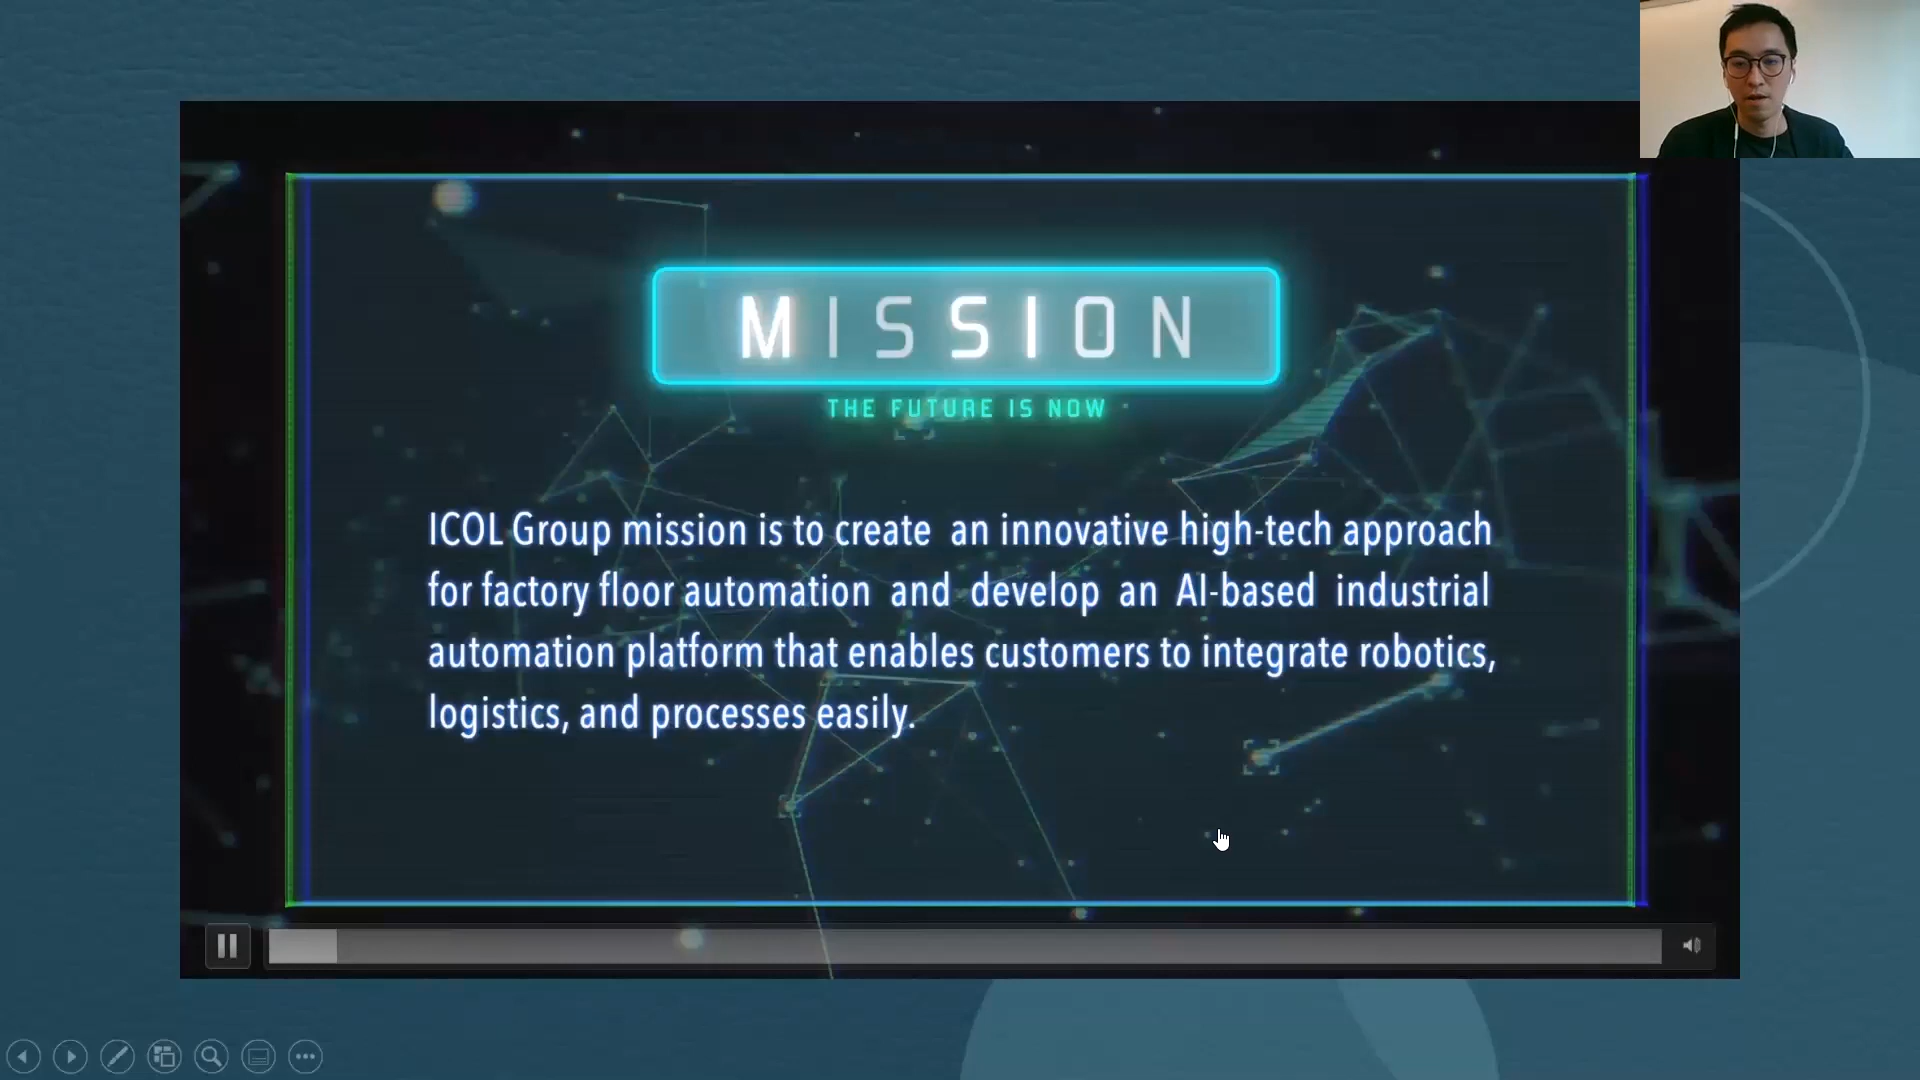 MISSION
THE FUTURE IS NOW
ICOL Group mission is to create an innovative high-tech approach
for factory floor automation and develop an AI-based industrial
automation platform that enables customers to integrate robotics,
logistics, and processes easily.